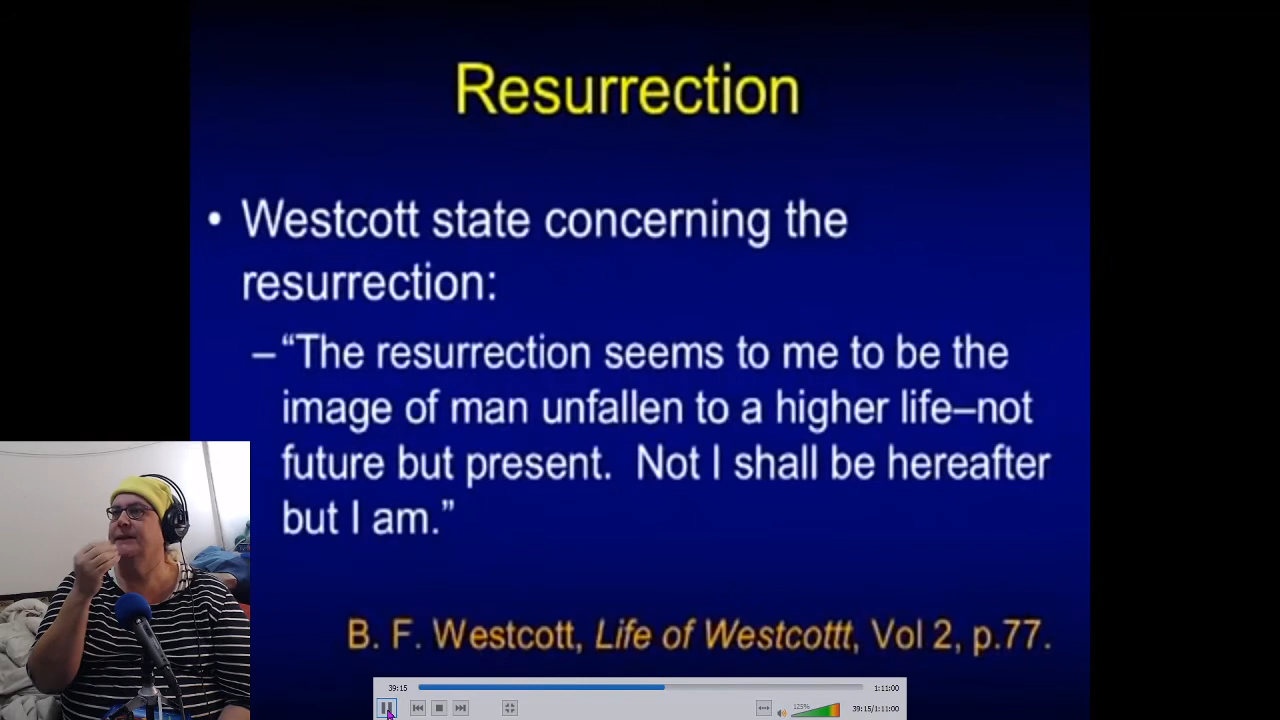 Resurrection
• Westcott state concerning the
resurrection:
– “The resurrection seems to me to be the
image of man unfallen to a higher life–not
future but present. Not I shall be hereafter
but I am.”
B. F. Westcott, Life of Westcottt, Vol 2, p.77.
39:15
1:11:00
125%
39:15/1:11:00